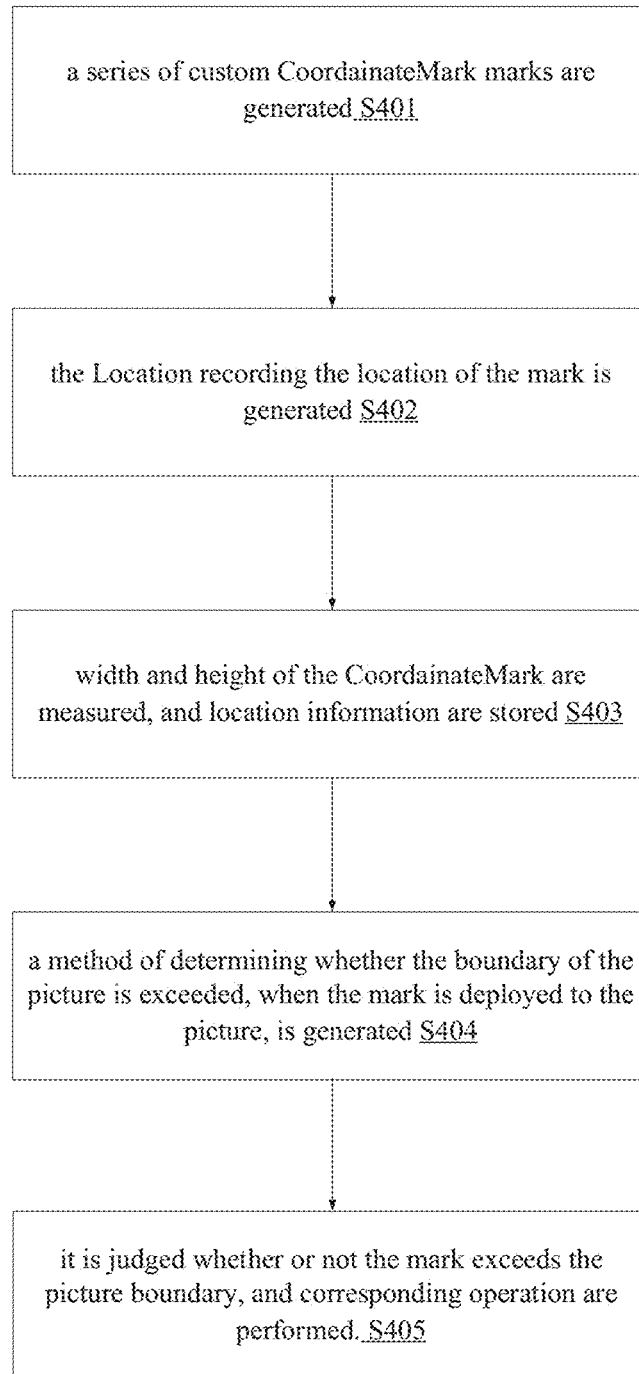 a series of custom CoordainateMark marks are
generated S401
the Location recording the location of the mark is
generated S402
width and height of the CoordainateMark are
measured, and location information are stored S403
a method of determining whether the boundary of the
picture is exceeded, when the mark is deployed to the
picture, is generated S404
it is judged whether or not the mark exceeds the
picture boundary, and corresponding operation are
performed. S405